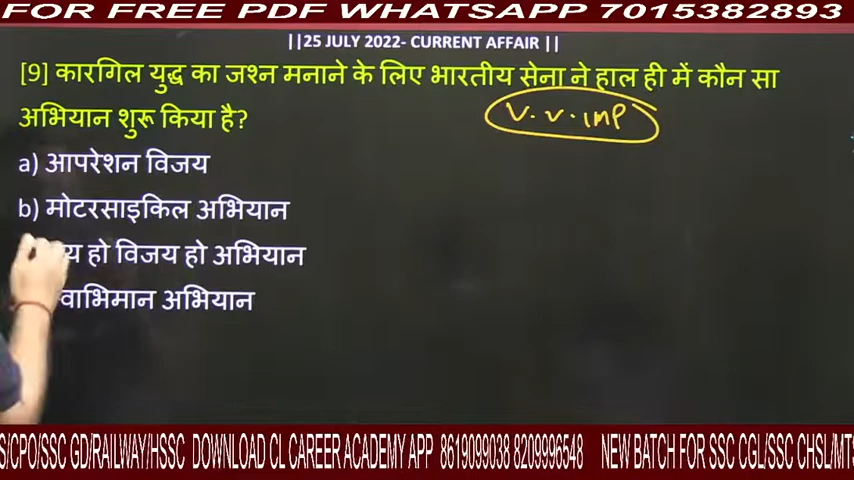 FOR FREE PDF WHATSAPP 7015382893
||25 JULY 2022- CURRENT AFFAIR ||
[9] कारगिल युद्ध का जश्न मनाने के लिए भारतीय सेना ने हाल ही में कौन सा
अभियान शुरू किया है?
V. V. IMP
a) आपरेशन विजय
b) मोटरसाइकिल अभियान
हो विजय हो अभियान
अभियान
S/CPO/SSC GD/RAILWAY/HSSC DOWNLOAD CL CAREER ACADEMY APP 8619099038 8209996548 NEW BATCH FOR SSC CGL/SSC CHSL/MT